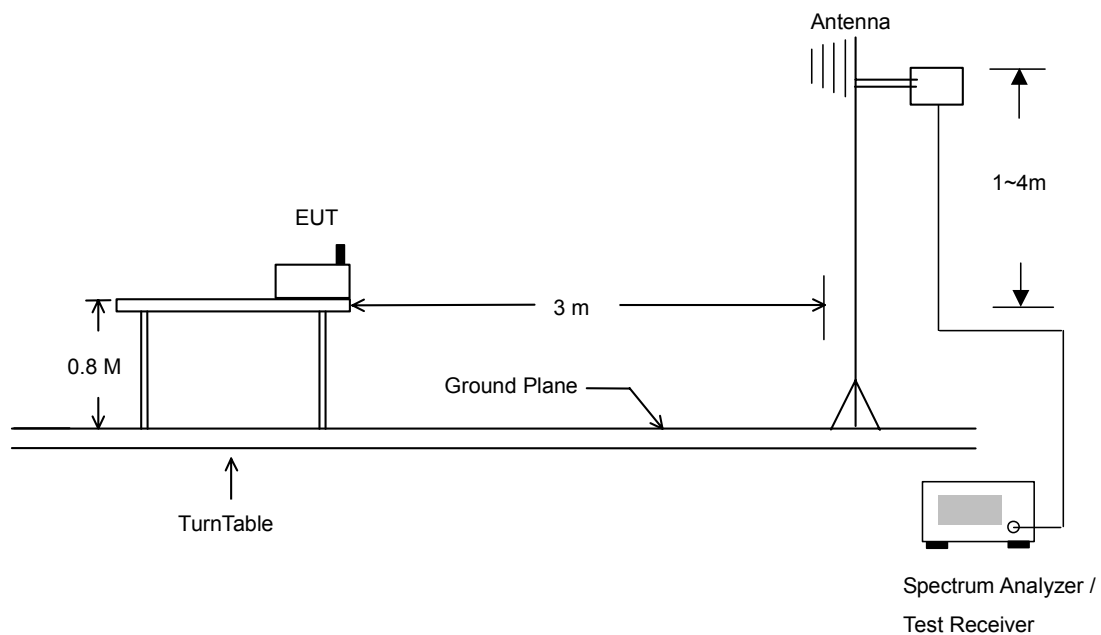 Antenna
1~4m
EUT
3 m
0.8 M
Ground Plane
TurnTable
Spectrum Analyzer /
Test Receiver